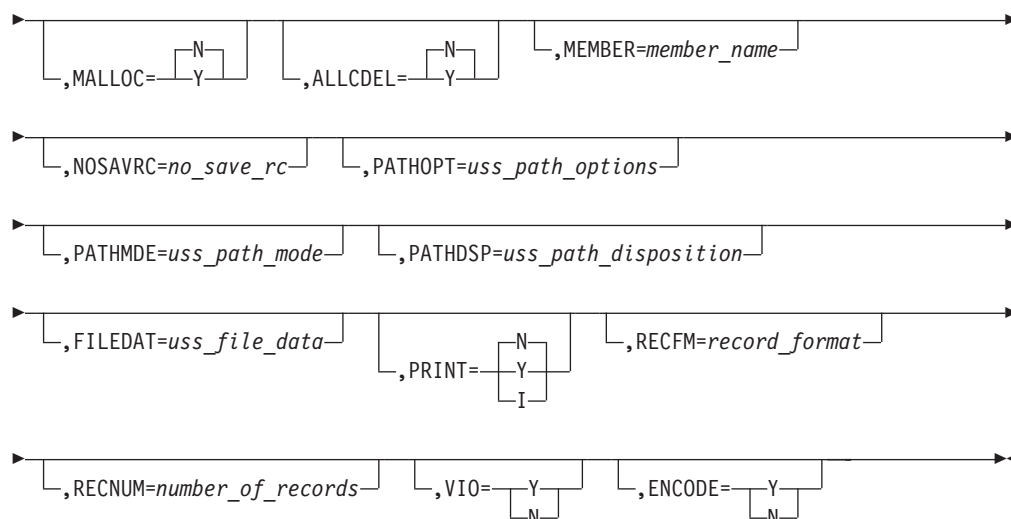 N N ,MEMBER=member_name
,MALLOC= Y ,ALLCDEL= Y
,NOSAVRC=no_save_rc ,PATHOPT=uss_path_options
,PATHMDE=uss_path_mode ,PATHDSP=uss_path_disposition
,FILEDAT=uss_file_data N ,RECFM=record_format
,PRINT= Y
I
,RECNUM=number_of_records ,VIO= Y ,ENCODE= Y
N N